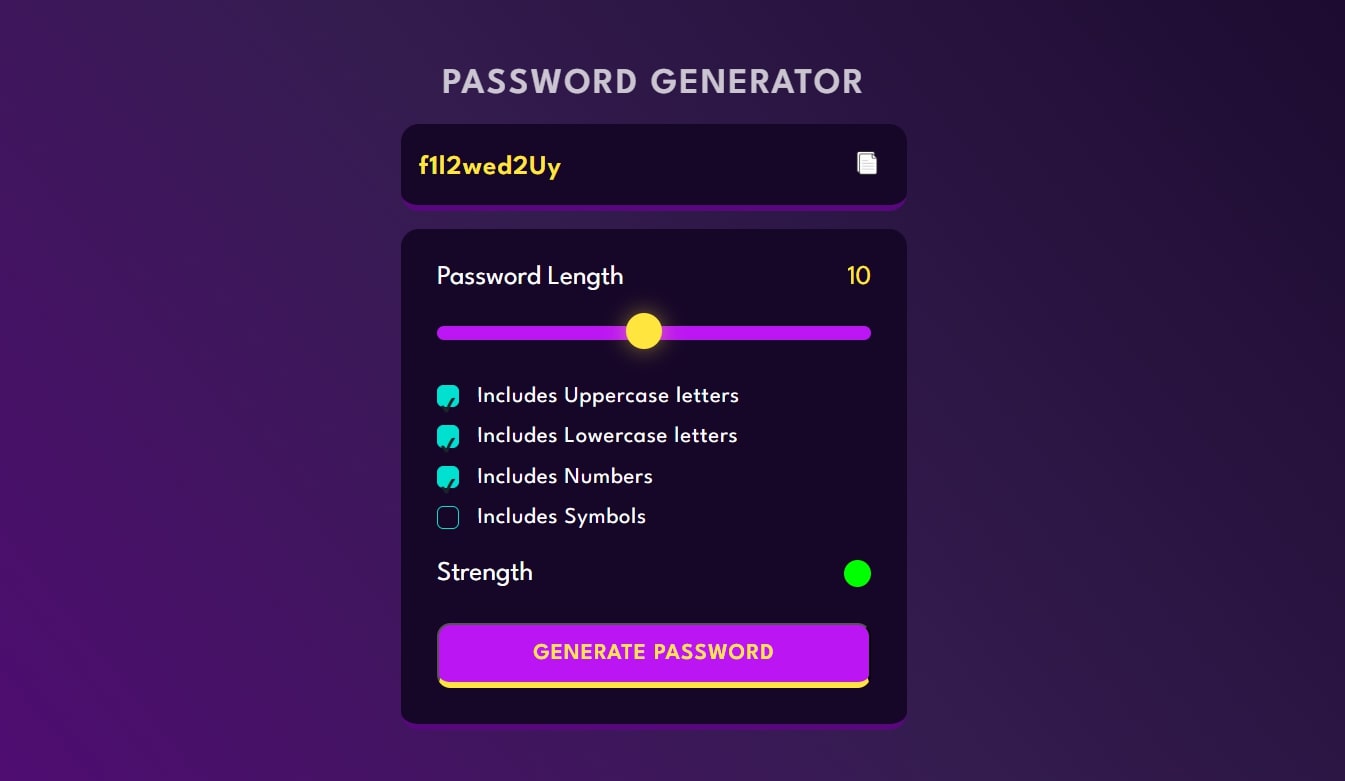 PASSWORD GENERATOR
f1l2wed2Uy
Password Length 10
Includes Uppercase letters
Includes Lowercase letters
Includes Numbers
Includes Symbols
Strength
GENERATE PASSWORD